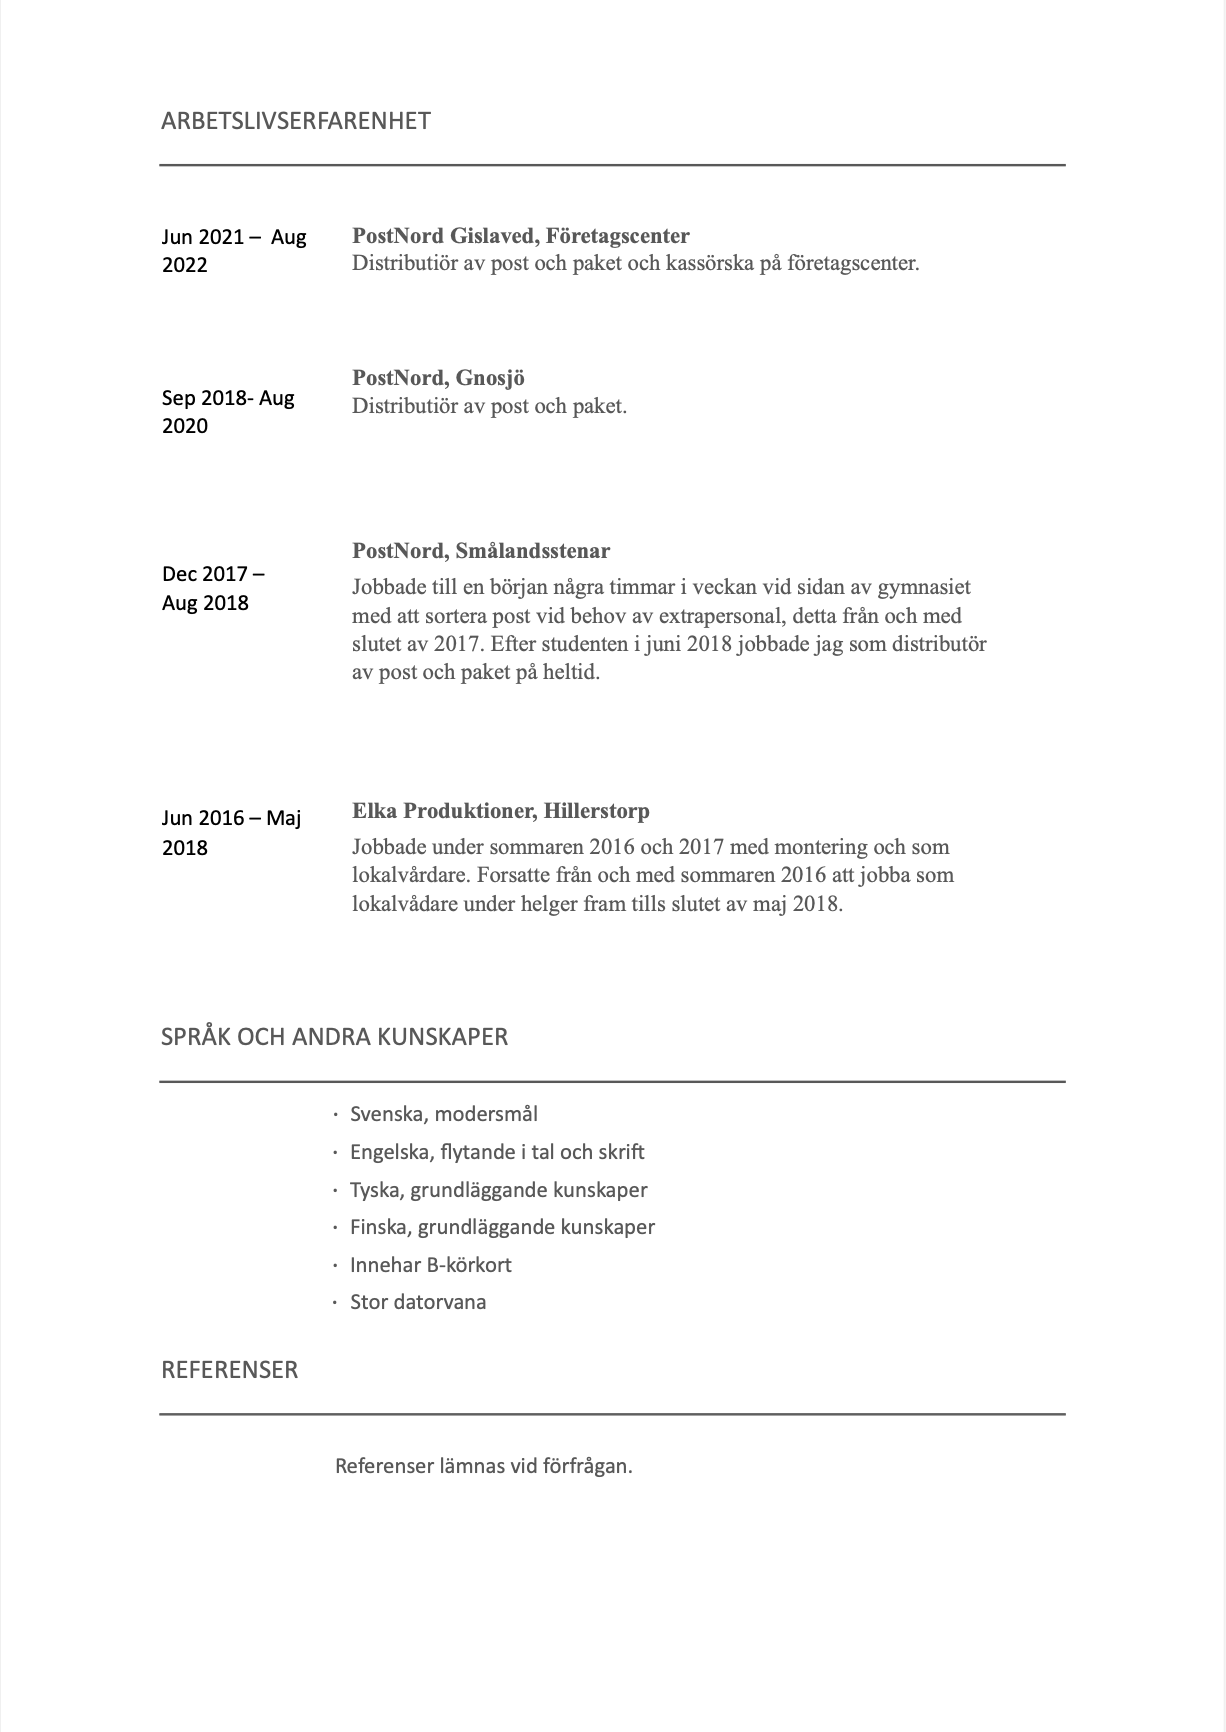 ARBETSLIVSERFARENHET
Jun 2021 –  Aug
2022
PostNord Gislaved, Företagscenter
Distributiör av post och paket och kassörska på företagscenter.
Sep 2018- Aug
2020
PostNord, Gnosjö
Distributiör av post och paket.
Dec 2017 –
Aug 2018
PostNord, Smålandsstenar
Jobbade till en början några timmar i veckan vid sidan av gymnasiet
med att sortera post vid behov av extrapersonal, detta från och med
slutet av 2017. Efter studenten i juni 2018 jobbade jag som distributör
av post och paket på heltid.
Jun 2016 – Maj
2018
Elka Produktioner, Hillerstorp
Jobbade under sommaren 2016 och 2017 med montering och som
lokalvårdare. Forsatte från och med sommaren 2016 att jobba som
lokalvådare under helger fram tills slutet av maj 2018.
SPRÅK OCH ANDRA KUNSKAPER
· Svenska, modersmål
· Engelska, flytande i tal och skrift
· Tyska, grundläggande kunskaper
· Finska, grundläggande kunskaper
· Innehar B-körkort
· Stor datorvana
REFERENSER
Referenser lämnas vid förfrågan.